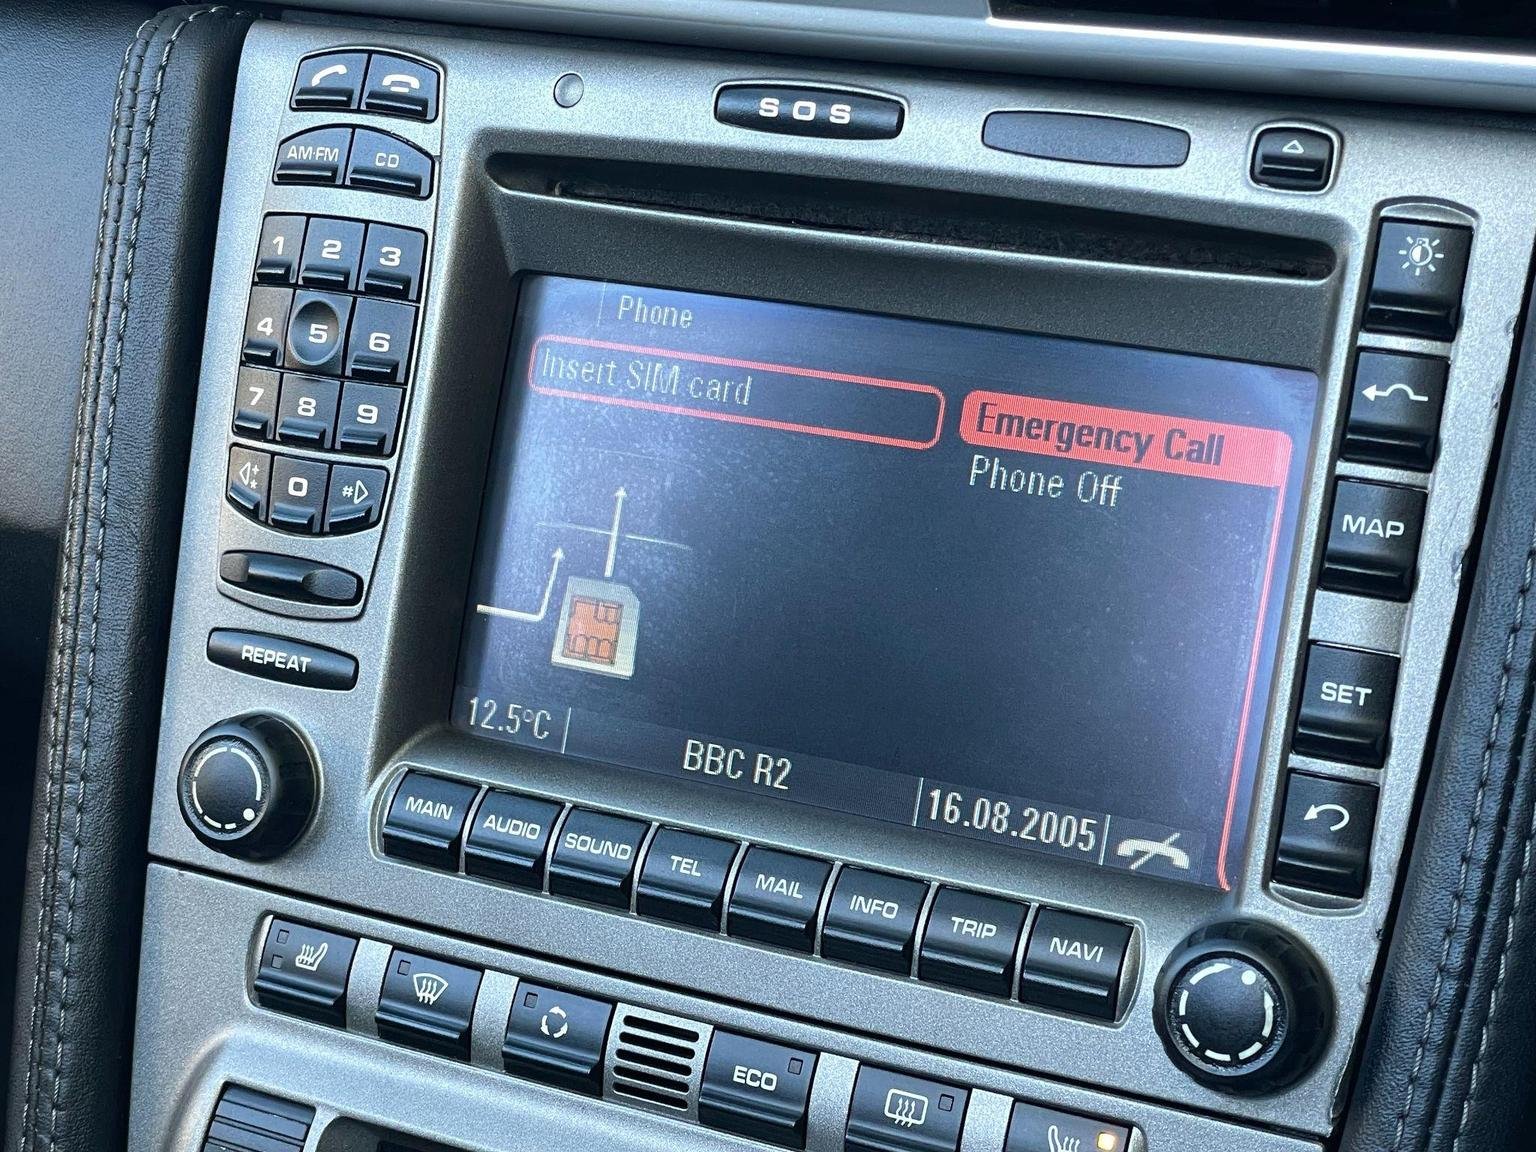 SOS
AM·FM CD
1 2 3
4 5 6
7 8 9
* 0 #
REPEAT
Phone
Insert SIM card
Emergency Call
Phone Off
12.5°C
BBC R2
16.08.2005
MAP
SET
MAIN AUDIO SOUND TEL MAIL INFO TRIP NAVI
ECO